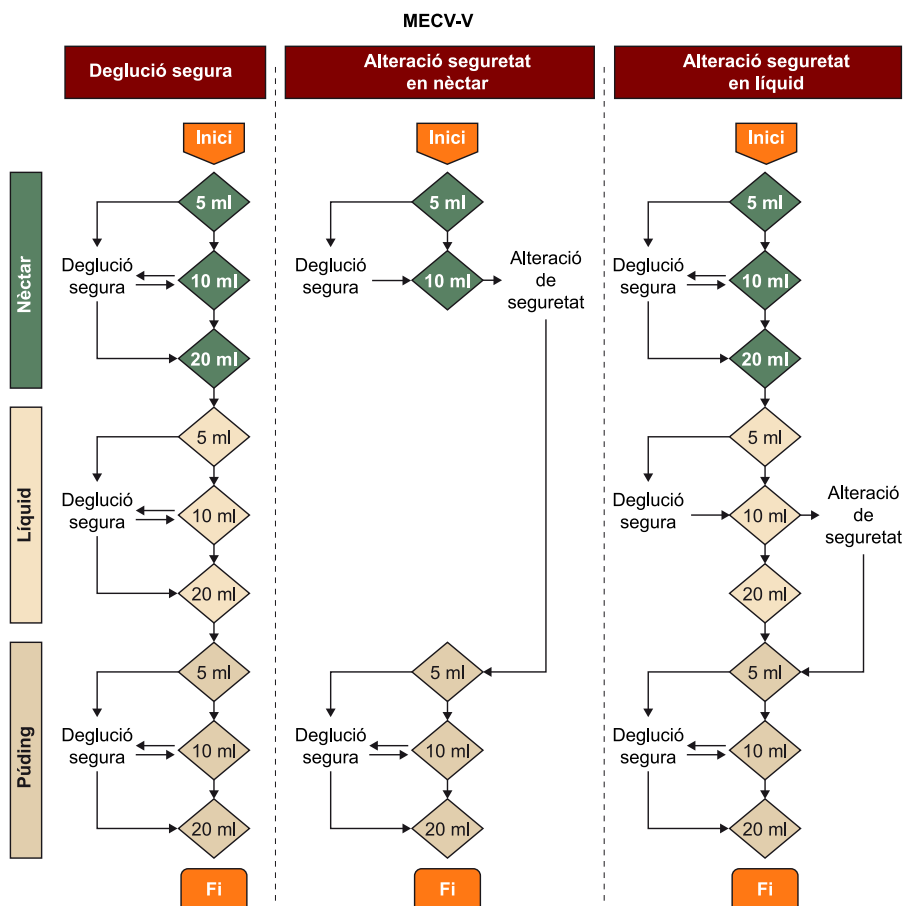 MECV-V
Deglució segura
Alteració seguretat
en nèctar
Alteració seguretat
en líquid
Nèctar
Líquid
Púding
Inici
5 ml
Deglució
segura
10 ml
20 ml
5 ml
Deglució
segura
10 ml
20 ml
5 ml
Deglució
segura
10 ml
20 ml
Fi
Inici
5 ml
Deglució
segura
10 ml
Alteració
de
seguretat
5 ml
Deglució
segura
10 ml
20 ml
Fi
Inici
5 ml
Deglució
segura
10 ml
20 ml
5 ml
Deglució
segura
10 ml
Alteració
de
seguretat
20 ml
5 ml
Deglució
segura
10 ml
20 ml
Fi